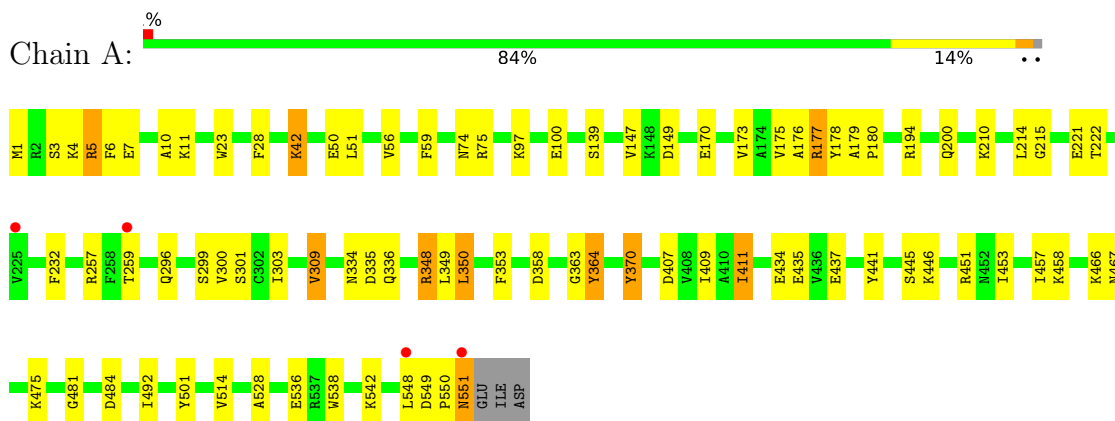 .%
Chain A:
84% 14% • •
M1 R2 S3 K4 R5 F6 E7 A10 K11 W23 F28 K42 E50 L51 V56 F59 N74 R75 K97 E100 S139 V147 K148 D149 E170 V173 A174 V175 A176 R177 Y178 A179 P180 R194 Q200 K210 L214 G215 E221 T222
V225 F232 R257 F258 T259 Q296 S299 V300 S301 C302 I303 V309 N334 D335 Q336 R348 L349 L350 F353 D358 G363 Y364 Y370 D407 V408 I409 A410 I411 E434 E435 V436 E437 Y441 S445 K446 R451 N452 I453 I457 K458 K466 N467
K475 G481 D484 I492 Y501 V514 A528 E536 R537 W538 K542 L548 D549 P550 N551 GLU ILE ASP